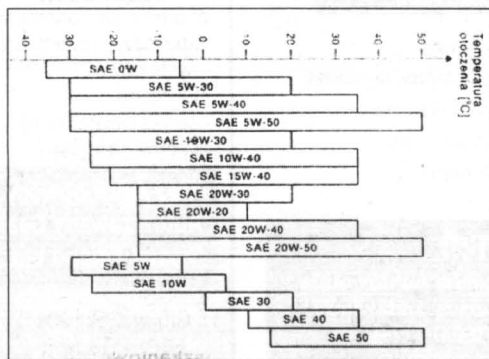 40 30 20 10 0 10 20 30 40 50
Temperatura
otoczenia [°C]
SAE 0W
SAE 5W-30
SAE 5W-40
SAE 5W-50
SAE 10W-30
SAE 10W-40
SAE 15W-40
SAE 20W-30
SAE 20W-20
SAE 20W-40
SAE 20W-50
SAE 5W
SAE 10W
SAE 30
SAE 40
SAE 50